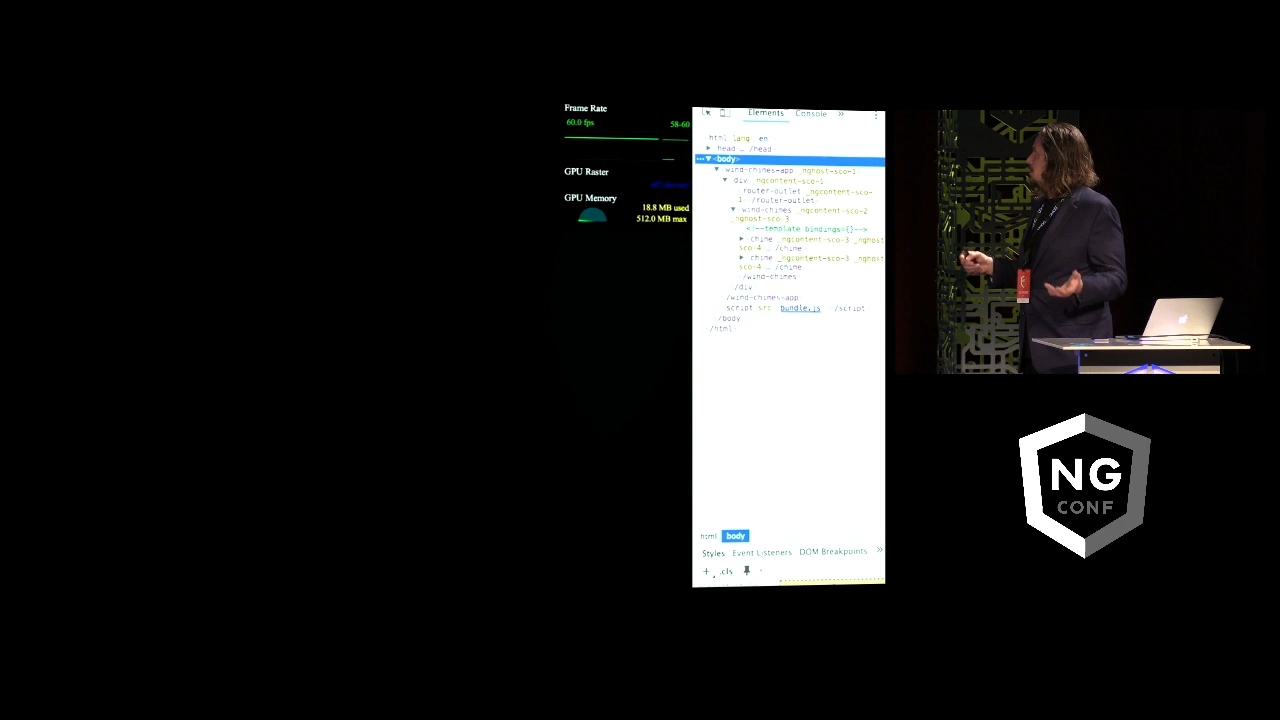 Frame Rate
60.0 fps 58-60
GPU Raster
GPU Memory
18.8 MB used
512.0 MB max
Elements Console »
html lang en
head … /head
<body>
wind-chimes-app _nghost-sco-1
div _ngcontent-sco-1
router-outlet _ngcontent-sco-
1 /router-outlet
wind-chimes _ngcontent-sco-2
_nghost-sco-3
<!--template bindings={}-->
chime _ngcontent-sco-3 _nghost
sco-4 … /chime
chime _ngcontent-sco-3 _nghost
sco-4 … /chime
/wind-chimes
/div
/wind-chimes-app
script src bundle.js /script
/body
/html
html body
Styles Event Listeners DOM Breakpoints »
+ .cls
NG
CONF